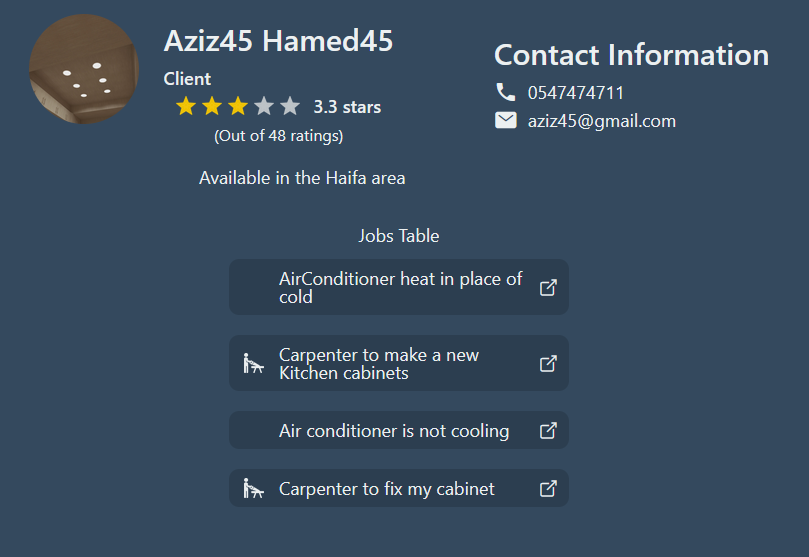 Aziz45 Hamed45
Client
3.3 stars
(Out of 48 ratings)
Available in the Haifa area
Contact Information
0547474711
aziz45@gmail.com
Jobs Table
AirConditioner heat in place of
cold
Carpenter to make a new
Kitchen cabinets
Air conditioner is not cooling
Carpenter to fix my cabinet